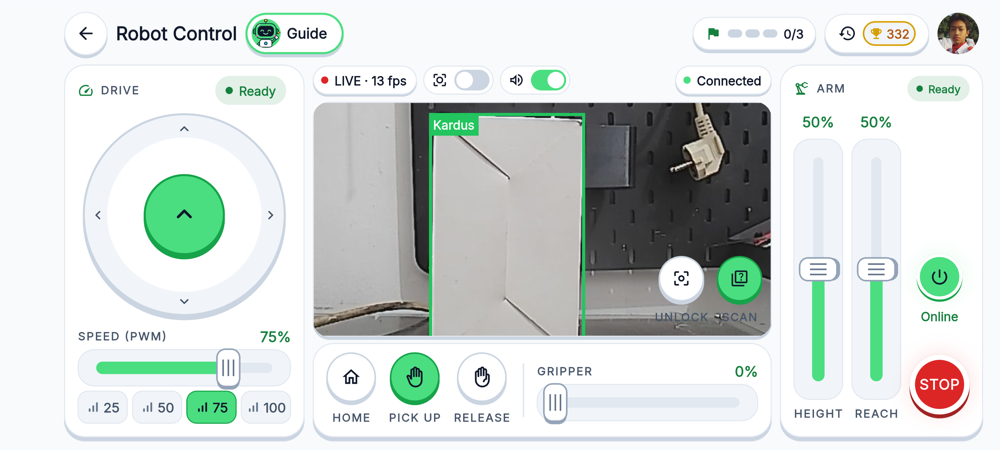 Robot Control
Guide
0/3
332
DRIVE
Ready
LIVE · 13 fps
Connected
ARM
Ready
50%
50%
Kardus
UNLOCK
SCAN
SPEED (PWM)
75%
25
50
75
100
HOME
PICK UP
RELEASE
GRIPPER
0%
Online
STOP
HEIGHT
REACH